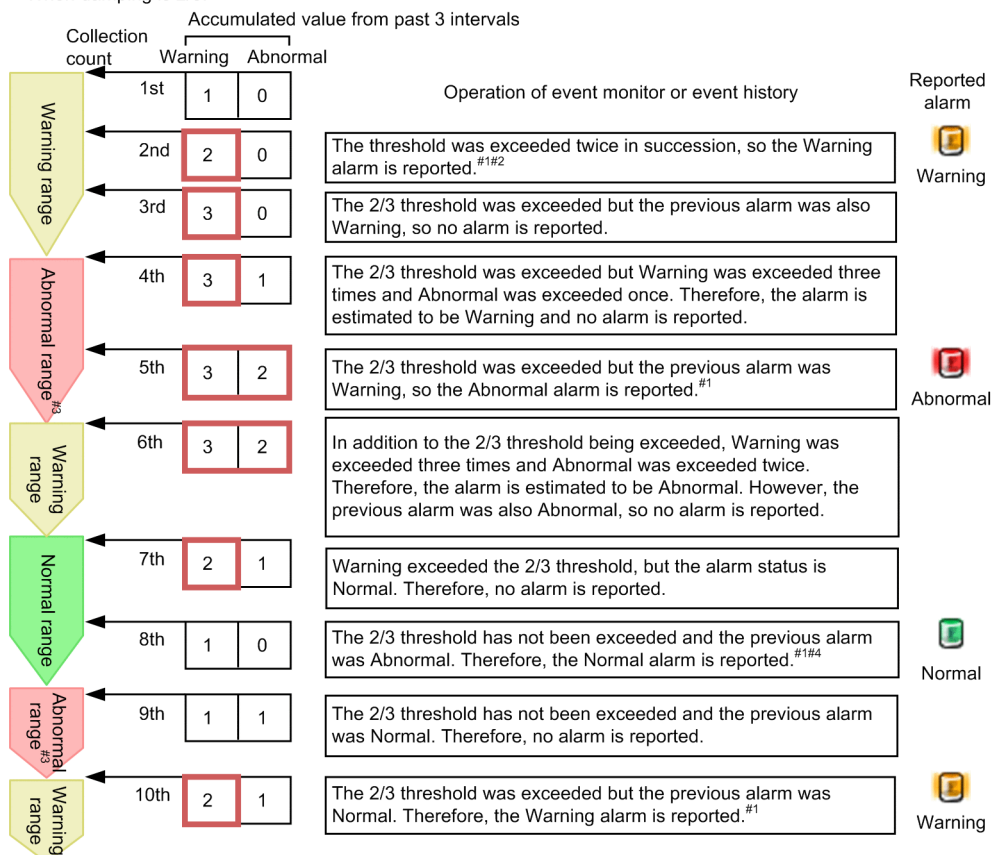 Accumulated value from past 3 intervals
Collection
count
Warning
Abnormal
Operation of event monitor or event history
Reported
alarm
Warning range
1st
1
0
2nd
2
0
The threshold was exceeded twice in succession, so the Warning
alarm is reported.#1#2
Warning
3rd
3
0
The 2/3 threshold was exceeded but the previous alarm was also
Warning, so no alarm is reported.
Abnormal range#3
4th
3
1
The 2/3 threshold was exceeded but Warning was exceeded three
times and Abnormal was exceeded once. Therefore, the alarm is
estimated to be Warning and no alarm is reported.
5th
3
2
The 2/3 threshold was exceeded but the previous alarm was
Warning, so the Abnormal alarm is reported.#1
Abnormal
Warning
range
6th
3
2
In addition to the 2/3 threshold being exceeded, Warning was
exceeded three times and Abnormal was exceeded twice.
Therefore, the alarm is estimated to be Abnormal. However, the
previous alarm was also Abnormal, so no alarm is reported.
Normal range
7th
2
1
Warning exceeded the 2/3 threshold, but the alarm status is
Normal. Therefore, no alarm is reported.
8th
1
0
The 2/3 threshold has not been exceeded and the previous alarm
was Abnormal. Therefore, the Normal alarm is reported.#1#4
Normal
Abnormal
range#3
9th
1
1
The 2/3 threshold has not been exceeded and the previous alarm
was Normal. Therefore, no alarm is reported.
Warning
range
10th
2
1
The 2/3 threshold was exceeded but the previous alarm was
Normal. Therefore, the Warning alarm is reported.#1
Warning